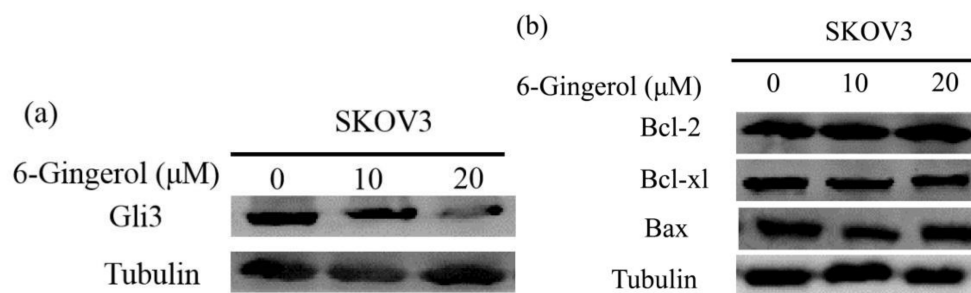 (a)
SKOV3
6-Gingerol (μM) 0 10 20
Gli3
Tubulin
(b)
SKOV3
6-Gingerol (μM) 0 10 20
Bcl-2
Bcl-xl
Bax
Tubulin